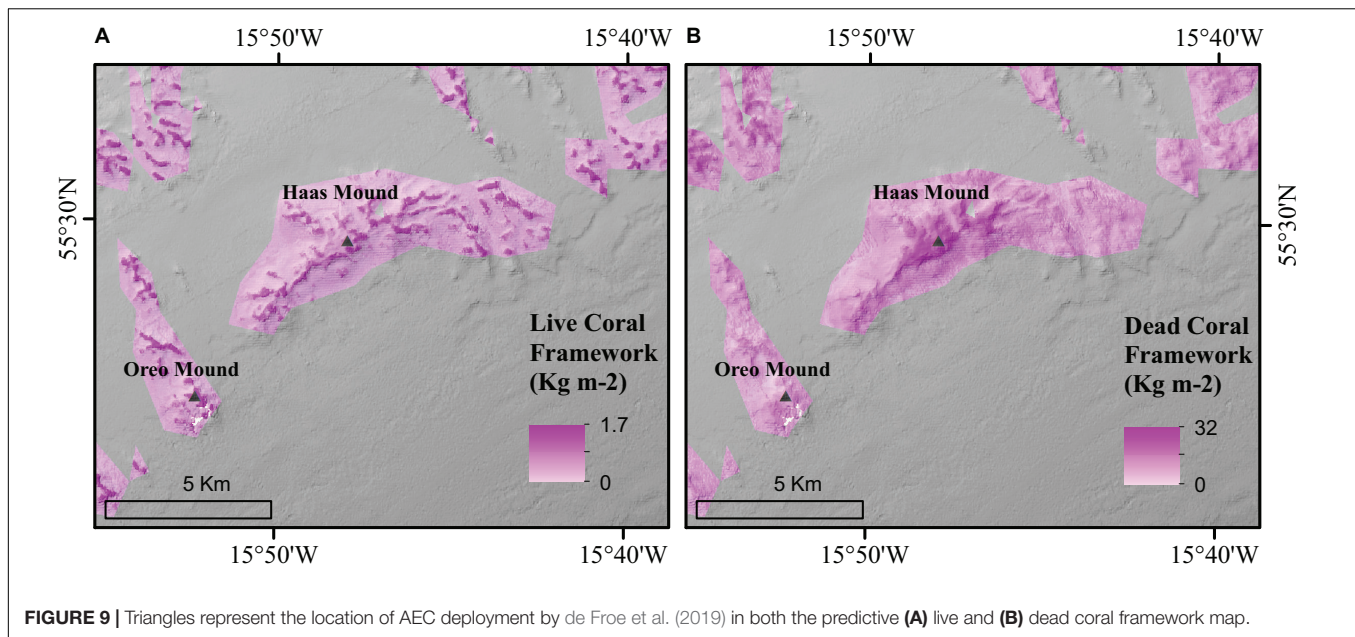 A
15°50'W
15°40'W
B
15°50'W
15°40'W
55°30'N
Haas Mound
Oreo Mound
Live Coral
Framework
(Kg m-2)
1.7
0
5 Km
15°50'W
15°40'W
Haas Mound
Oreo Mound
Dead Coral
Framework
(Kg m-2)
32
0
5 Km
55°30'N
15°50'W
15°40'W
FIGURE 9 | Triangles represent the location of AEC deployment by de Froe et al. (2019) in both the predictive (A) live and (B) dead coral framework map.